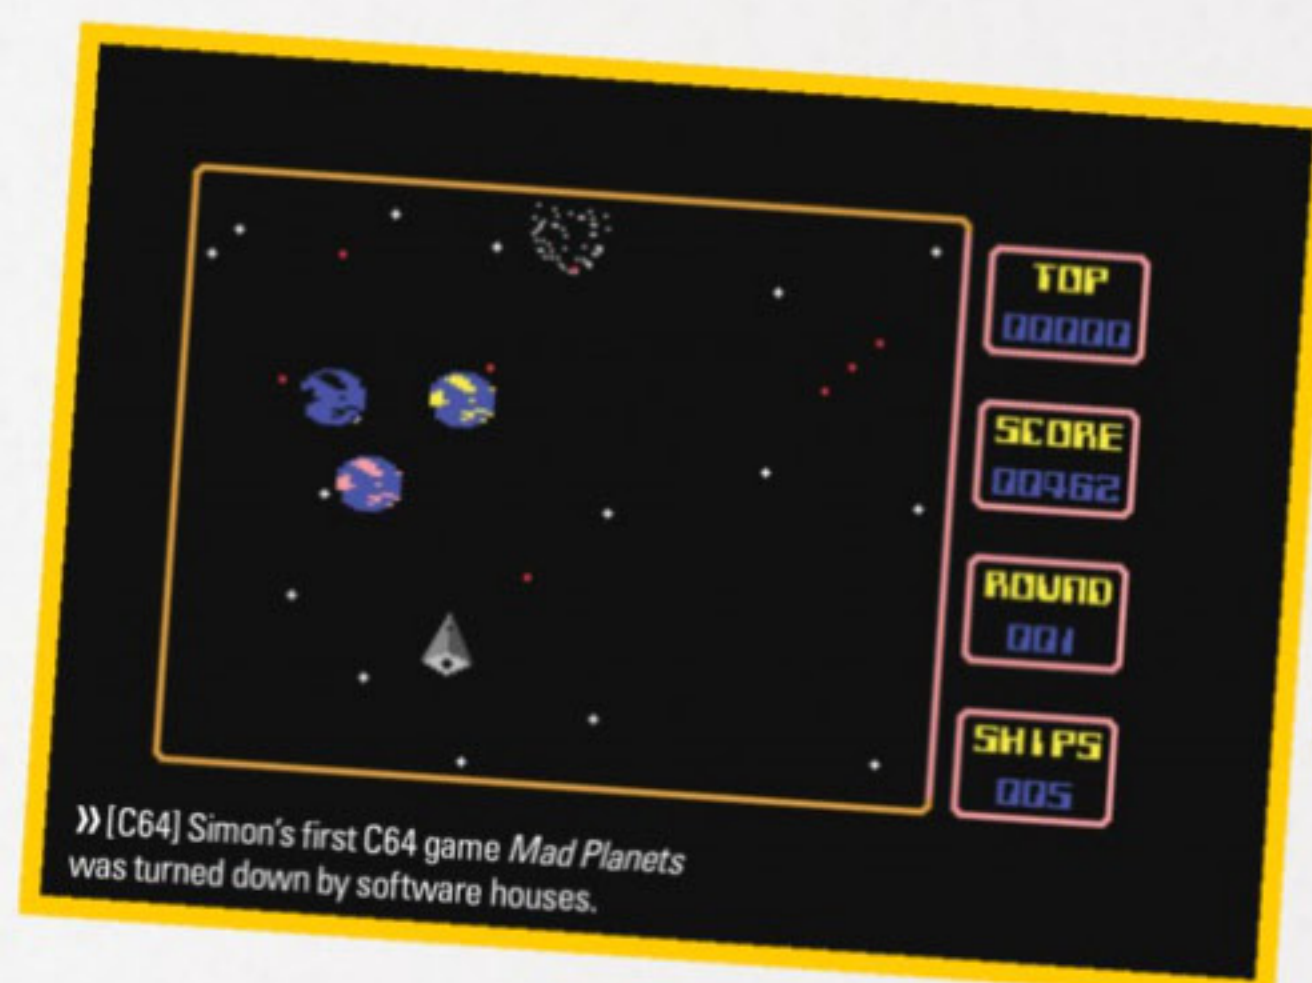 TOP
00000
SCORE
00462
ROUND
001
SHIPS
005
»[C64] Simon's first C64 game Mad Planets
was turned down by software houses.